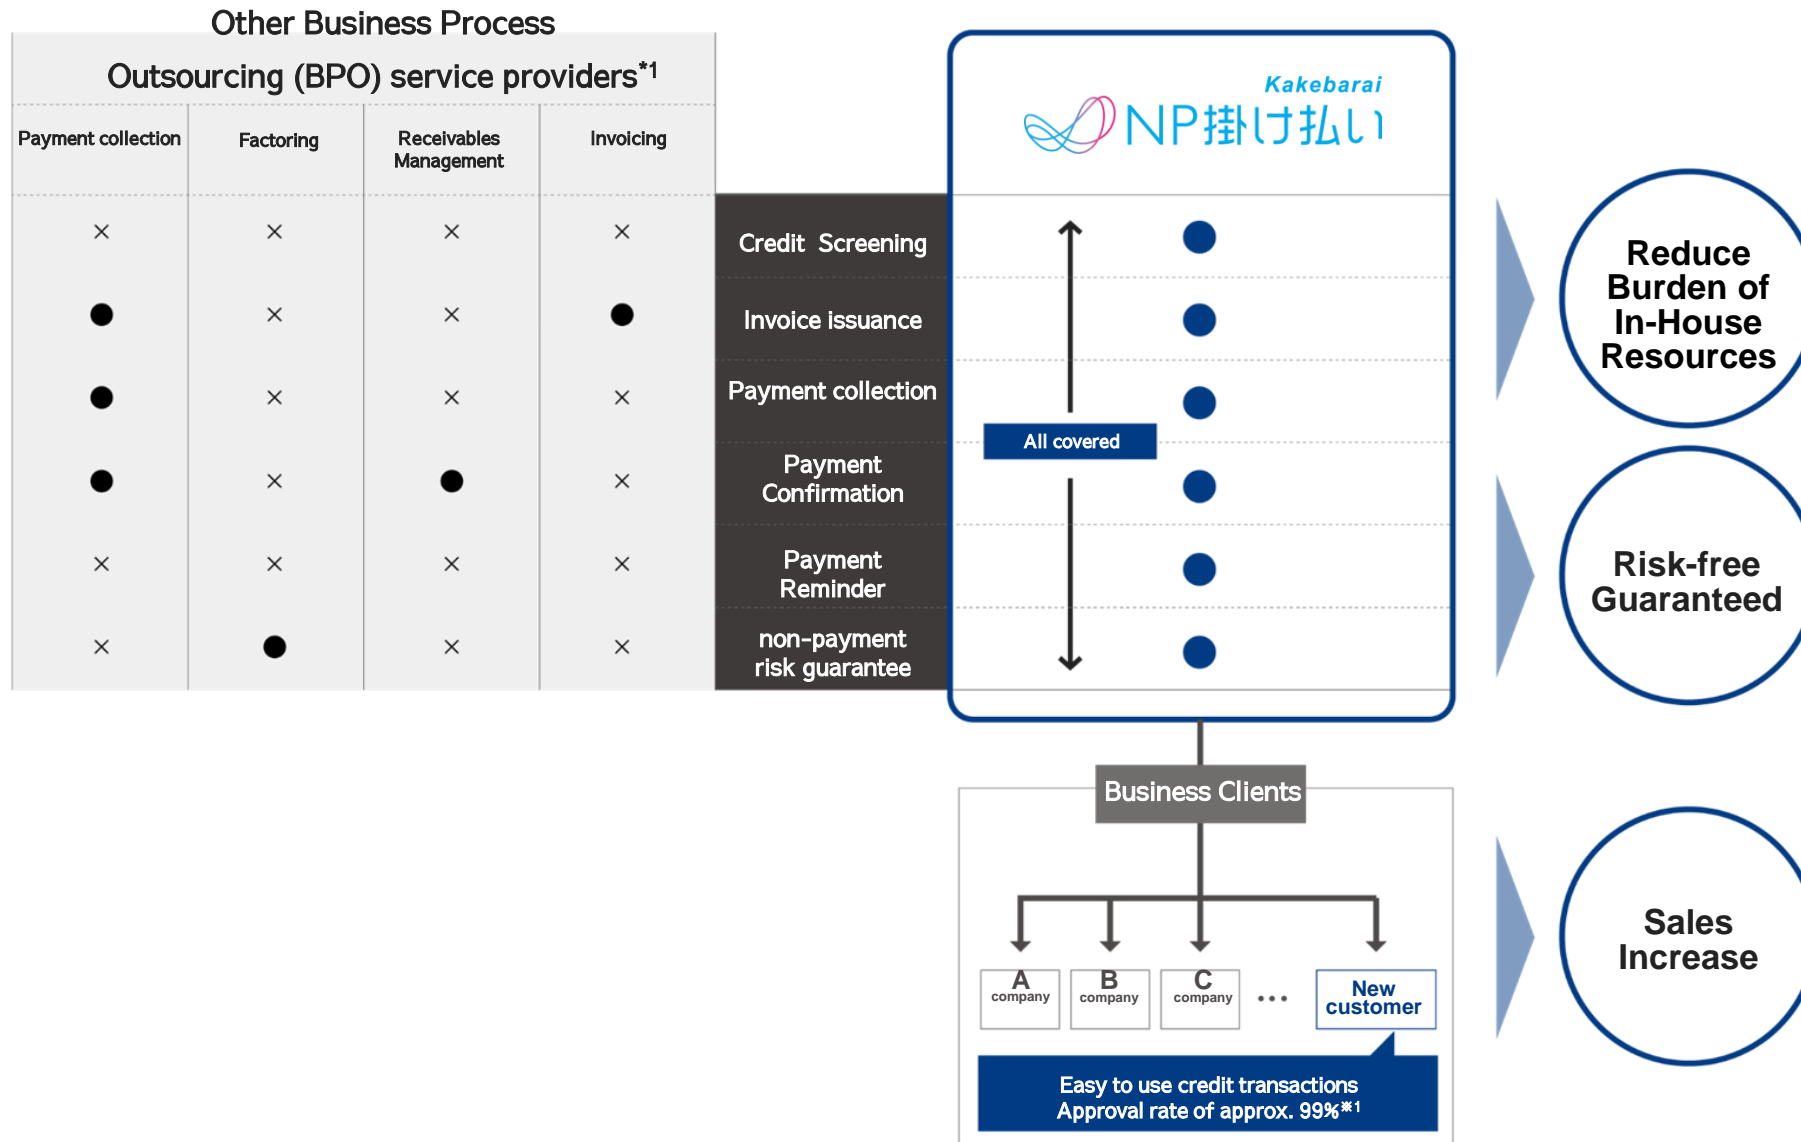 Other Business Process
Outsourcing (BPO) service providers*1
Payment collection
Factoring
Receivables
Management
Invoicing
Kakebarai
NP掛け払い
× × × ×
Credit Screening
● × × ●
Invoice issuance
● × × ×
Payment collection
All covered
● × ● ×
Payment
Confirmation
× × × ×
Payment
Reminder
× ● × ×
non-payment
risk guarantee
Reduce
Burden of
In-House
Resources
Risk-free
Guaranteed
Business Clients
A
company
B
company
C
company
•••
New
customer
Easy to use credit transactions
Approval rate of approx. 99%※1
Sales
Increase